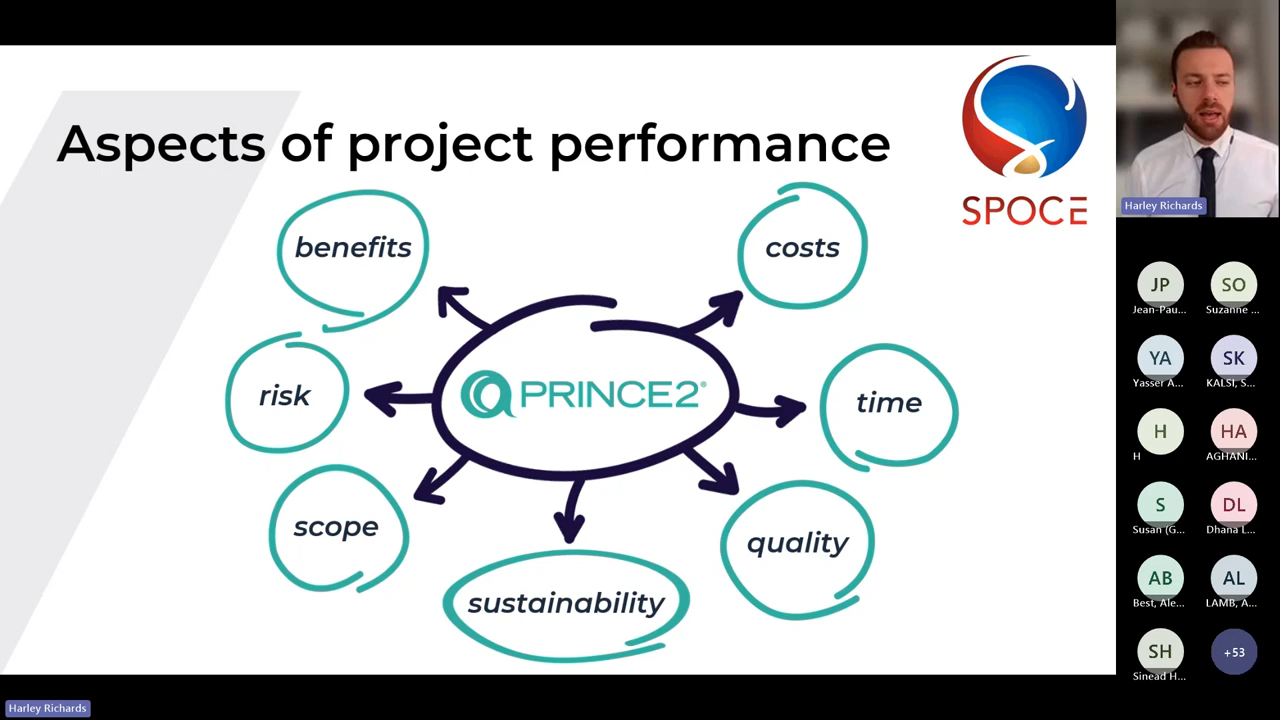 Aspects of project performance
SPOCE
benefits
costs
risk
PRINCE2®
time
scope
quality
sustainability
Harley Richards
JP
Jean-Pau...
SO
Suzanne ...
YA
Yasser A...
SK
KALSI, S...
H
H
HA
AGHANI...
S
Susan (G...
DL
Dhana L...
AB
Best, Ale...
AL
LAMB, A...
SH
Sinead H...
+53
Harley Richards